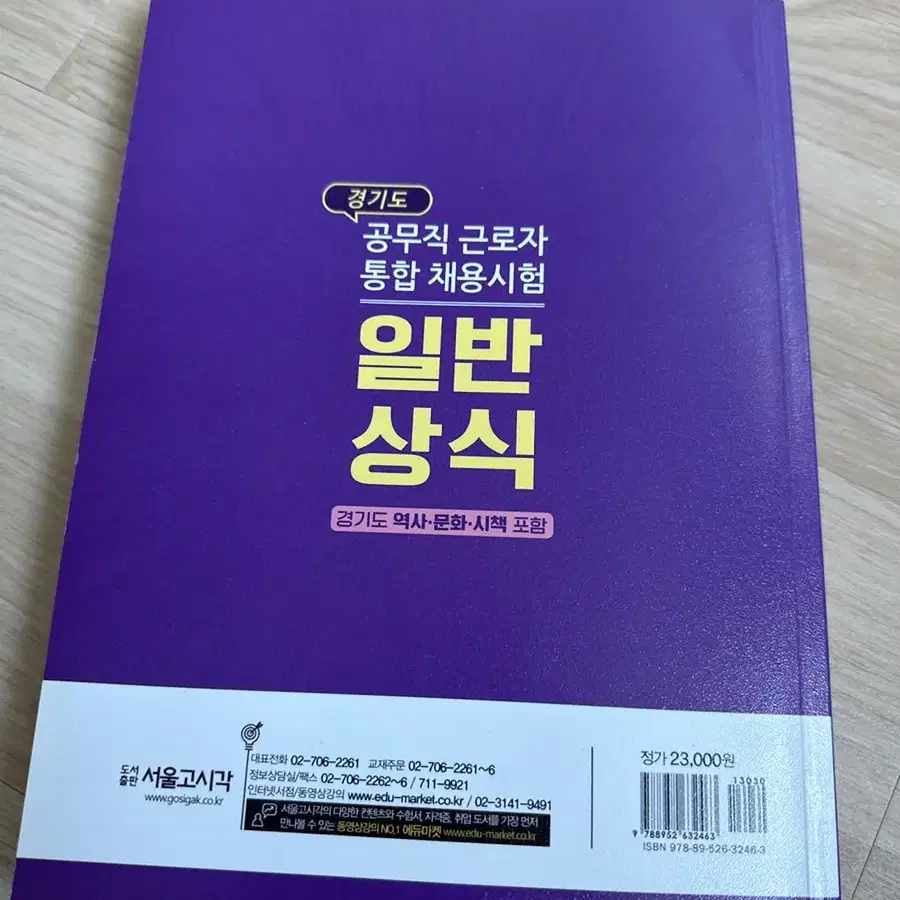 경기도
공무직 근로자
통합 채용시험
일반
상식
경기도 역사·문화·시책 포함
도서출판 서울고시각
www.gosigak.co.kr
대표전화 02-706-2261 교재주문 02-706-2261~6
정보상담실/팩스 02-706-2262~6 / 711-9921
인터넷서점/동영상강의 www.edu-market.co.kr / 02-3141-9491
서울고시각의 다양한 컨텐츠와 수험서, 자격증, 취업 도서를 가장 먼저
만나볼 수 있는 동영상강의 NO.1 에듀마켓 www.edu-market.co.kr
정가 23,000원
13030
9 788952 632463
ISBN 978-89-526-3246-3